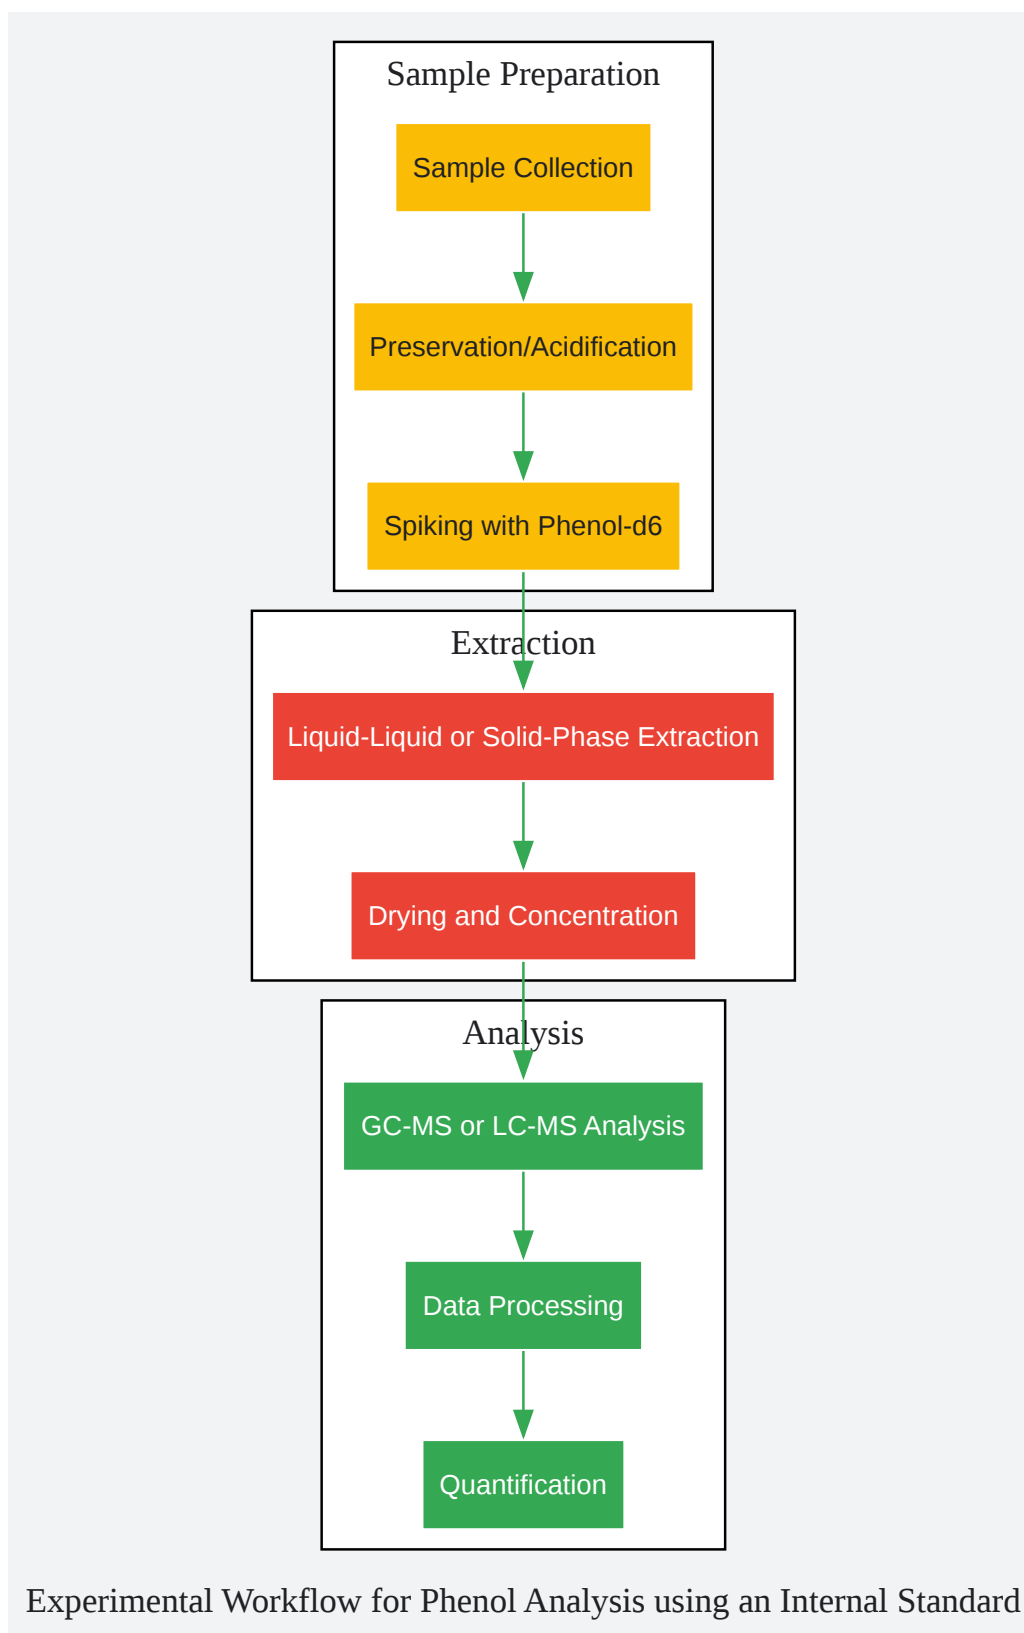 Sample Preparation
Sample Collection
Preservation/Acidification
Spiking with Phenol-d6
Extraction
Liquid-Liquid or Solid-Phase Extraction
Drying and Concentration
Analysis
GC-MS or LC-MS Analysis
Data Processing
Quantification
Experimental Workflow for Phenol Analysis using an Internal Standard